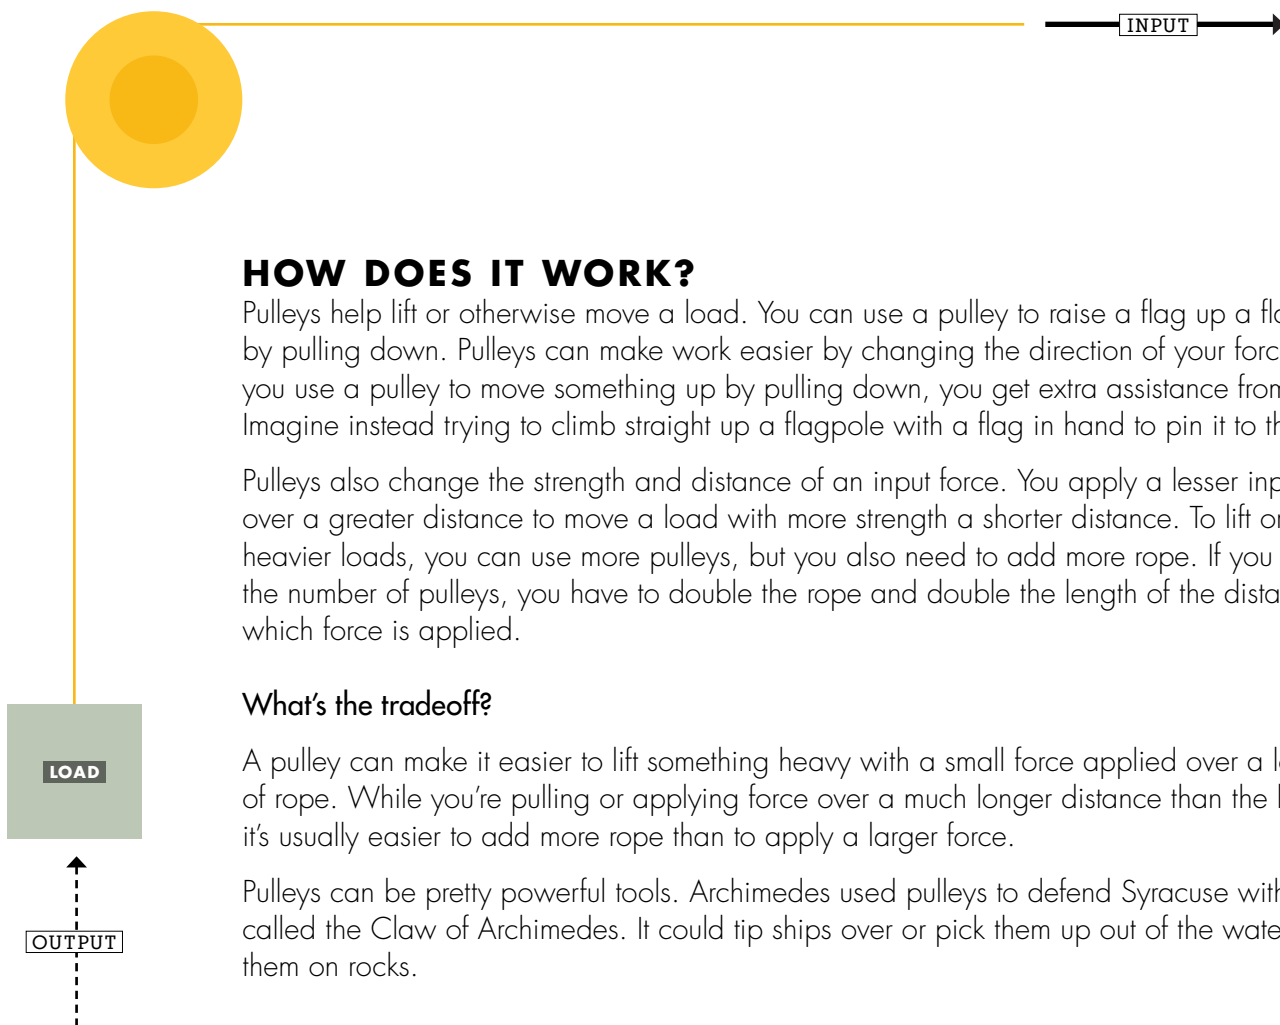 INPUT
HOW DOES IT WORK?
Pulleys help lift or otherwise move a load. You can use a pulley to raise a flag up a
by pulling down. Pulleys can make work easier by changing the direction of your
you use a pulley to move something up by pulling down, you get extra assistance
Imagine instead trying to climb straight up a flagpole with a flag in hand to pin it to
Pulleys also change the strength and distance of an input force. You apply a lesser
over a greater distance to move a load with more strength a shorter distance. To lift
heavier loads, you can use more pulleys, but you also need to add more rope. If you
the number of pulleys, you have to double the rope and double the length of the
which force is applied.
What's the tradeoff?
A pulley can make it easier to lift something heavy with a small force applied over a
of rope. While you're pulling or applying force over a much longer distance than the
it's usually easier to add more rope than to apply a larger force.
Pulleys can be pretty powerful tools. Archimedes used pulleys to defend Syracuse
called the Claw of Archimedes. It could tip ships over or pick them up out of the
them on rocks.
LOAD
OUTPUT